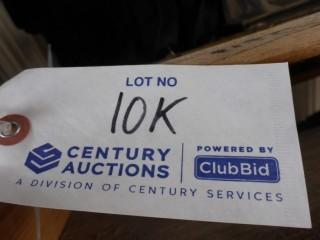 LOT NO
10K
CENTURY
AUCTIONS
POWERED BY
ClubBid
A DIVISION OF CENTURY SERVICES